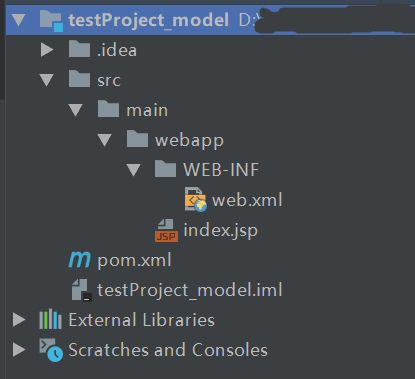 testProject_model D:\
.idea
src
main
webapp
WEB-INF
web.xml
JSP index.jsp
m pom.xml
testProject_model.iml
External Libraries
Scratches and Consoles